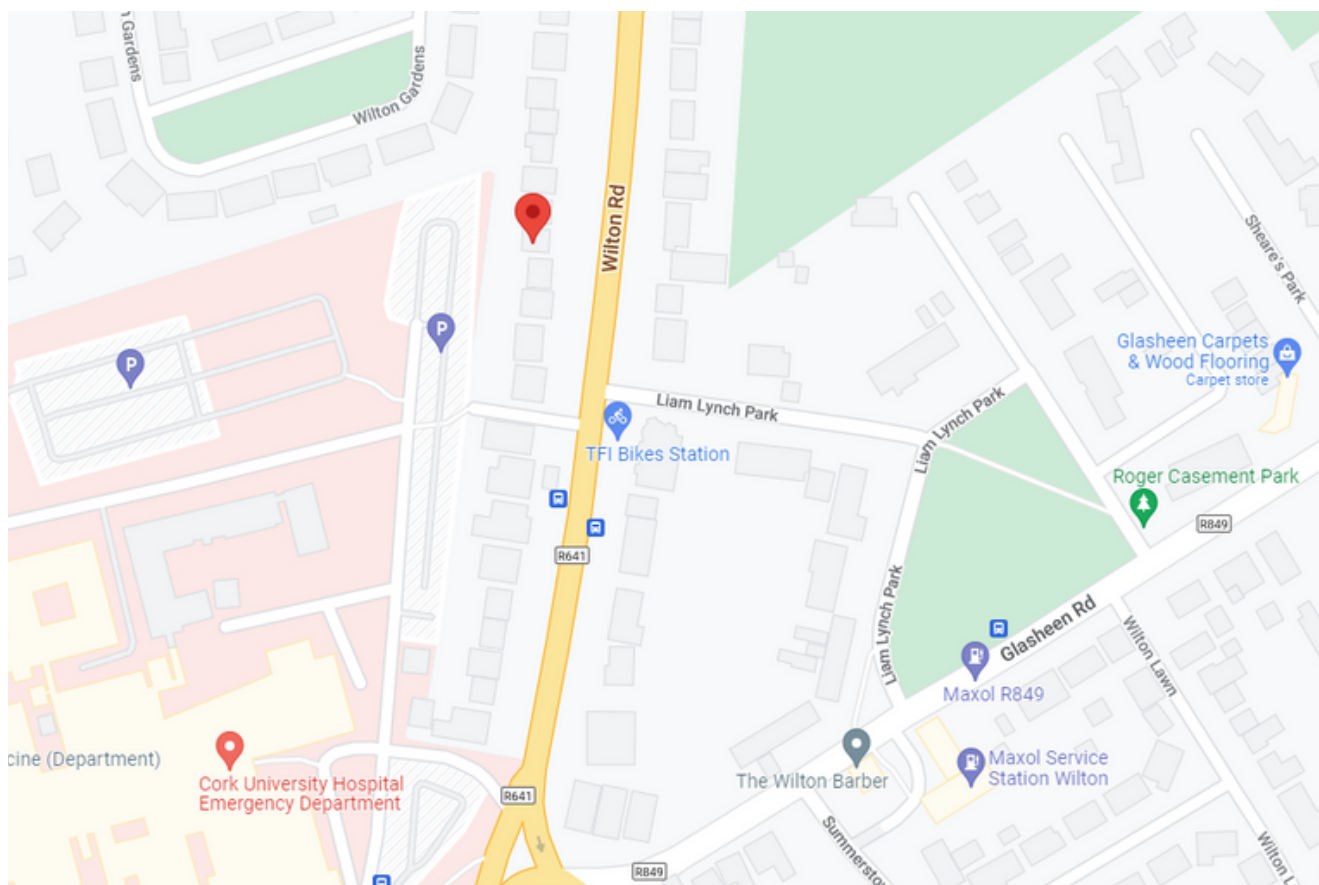 Gardens
Wilton Gardens
Wilton Rd
Sheare's Park
P
P
Glasheen Carpets
& Wood Flooring
Carpet store
Liam Lynch Park
Liam Lynch Park
TFI Bikes Station
Roger Casement Park
R849
R641
Liam Lynch Park
Glasheen Rd
Wilton Lawn
Maxol R849
cine (Department)
Cork University Hospital
Emergency Department
The Wilton Barber
Maxol Service
Station Wilton
R641
Summersto
Wilton L
R849